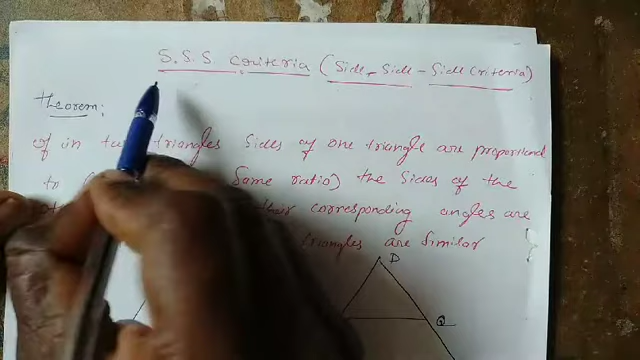 S.S.S Criteria (Side - Side - Side Criteria)
Theorem:
If in two triangles sides of one triangle are proportional
to Same ratio) the Sides of the
their corresponding angles are
triangles are Similar
D
Q